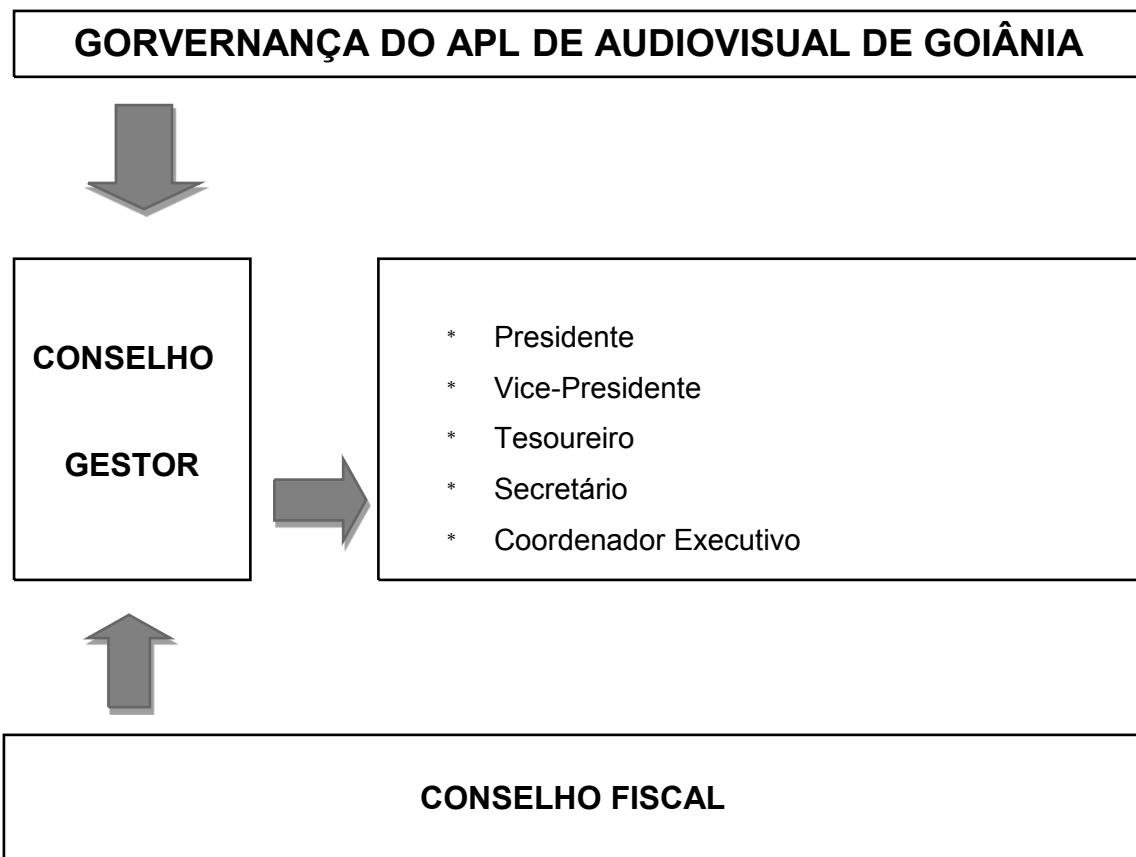 GORVERNANÇA DO APL DE AUDIOVISUAL DE GOIÂNIA
CONSELHO
GESTOR
* Presidente
* Vice-Presidente
* Tesoureiro
* Secretário
* Coordenador Executivo
CONSELHO FISCAL